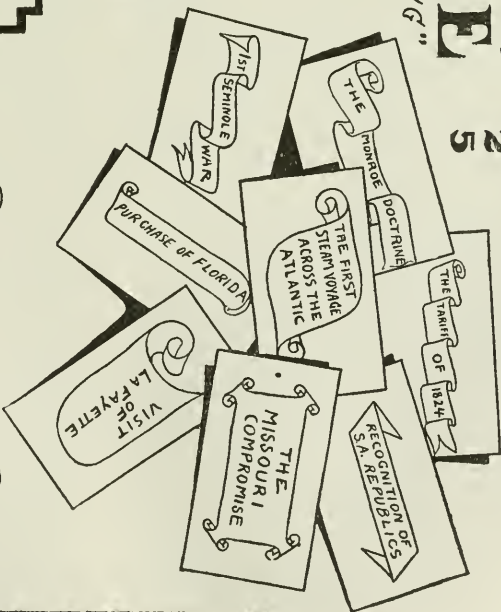 E
"G"
25
1ST
SEMINOLE
WAR
THE
MONROE
DOCTRINE
PURCHASE OF FLORIDA
THE FIRST
STEAM VOYAGE
ACROSS THE
ATLANTIC
THE
TARIFF
OF
1824
VISIT
OF
LAFAYETTE
THE
MISSOURI
COMPROMISE
RECOGNITION OF
S.A. REPUBLICS